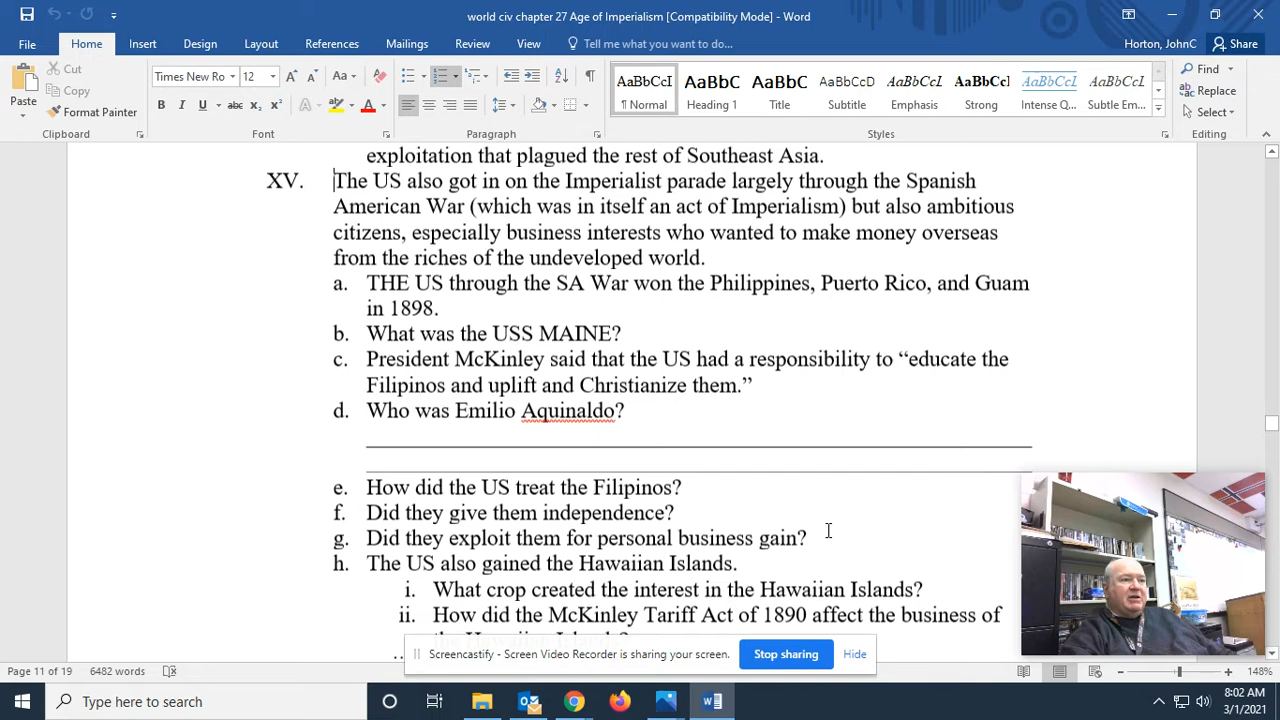 world civ chapter 27 Age of Imperialism [Compatibility Mode] - Word
File Home Insert Design Layout References Mailings Review View Tell me what you want to do... Horton, JohnC Share
Cut
Copy
Format Painter
Paste
Times New Ro 12
Clipboard Font Paragraph Styles Editing
AaBbCcI AaBbC AaBbC AaBbCcD AaBbCcI AaBbCcI AaBbCcI AaBbCcI
¶ Normal Heading 1 Title Subtitle Emphasis Strong Intense Q... Subtle Em...
Find
Replace
Select
exploitation that plagued the rest of Southeast Asia.
XV. The US also got in on the Imperialist parade largely through the Spanish
American War (which was in itself an act of Imperialism) but also ambitious
citizens, especially business interests who wanted to make money overseas
from the riches of the undeveloped world.
a. THE US through the SA War won the Philippines, Puerto Rico, and Guam
in 1898.
b. What was the USS MAINE?
c. President McKinley said that the US had a responsibility to “educate the
Filipinos and uplift and Christianize them.”
d. Who was Emilio Aquinaldo?
e. How did the US treat the Filipinos?
f. Did they give them independence?
g. Did they exploit them for personal business gain?
h. The US also gained the Hawaiian Islands.
i. What crop created the interest in the Hawaiian Islands?
ii. How did the McKinley Tariff Act of 1890 affect the business of
Screencastify - Screen Video Recorder is sharing your screen. Stop sharing Hide
Page 11 of 19 6482 words 148%
Type here to search
8:02 AM
3/1/2021